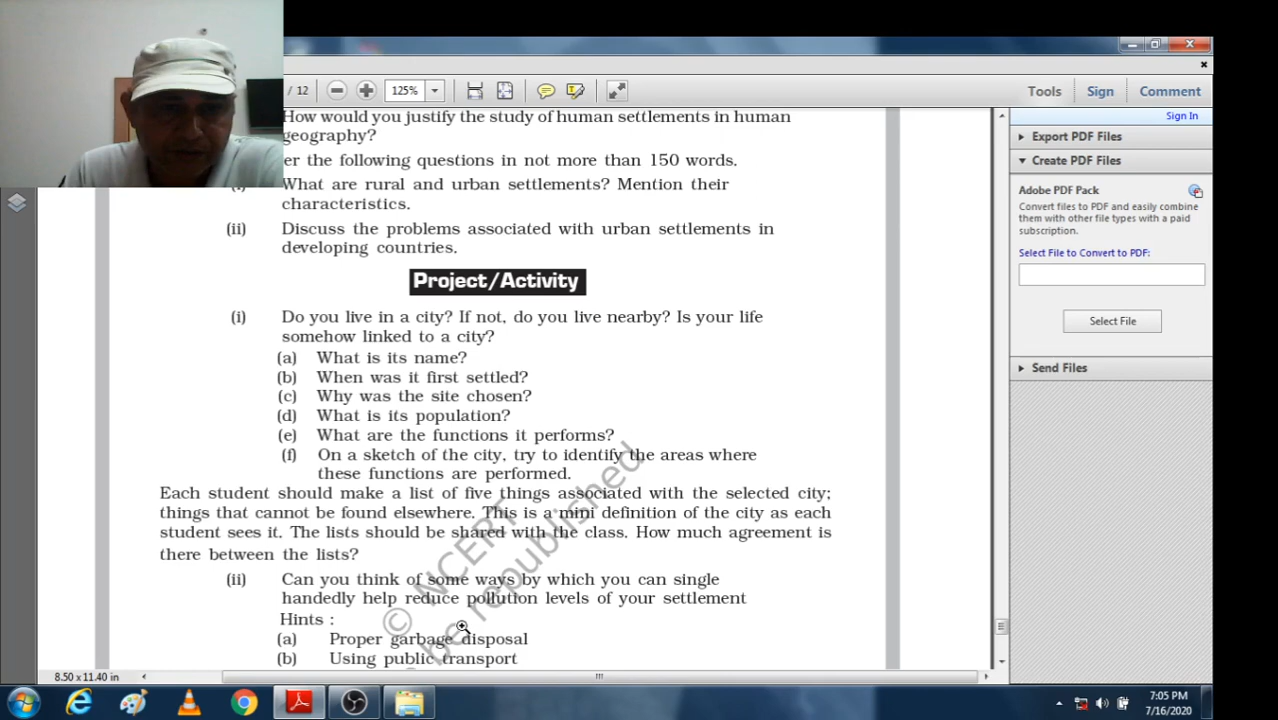 / 12
125%
Tools
Sign
Comment
Sign In
How would you justify the study of human settlements in human
geography?
er the following questions in not more than 150 words.
What are rural and urban settlements? Mention their
characteristics.
(ii) Discuss the problems associated with urban settlements in
developing countries.
Project/Activity
(i) Do you live in a city? If not, do you live nearby? Is your life
somehow linked to a city?
(a) What is its name?
(b) When was it first settled?
(c) Why was the site chosen?
(d) What is its population?
(e) What are the functions it performs?
(f) On a sketch of the city, try to identify the areas where
these functions are performed.
Each student should make a list of five things associated with the selected city;
things that cannot be found elsewhere. This is a mini definition of the city as each
student sees it. The lists should be shared with the class. How much agreement is
there between the lists?
(ii) Can you think of some ways by which you can single
handedly help reduce pollution levels of your settlement
Hints :
(a) Proper garbage disposal
(b) Using public transport
© NCERT
be republished
Export PDF Files
Create PDF Files
Adobe PDF Pack
Convert files to PDF and easily combine
them with other file types with a paid
subscription.
Select File to Convert to PDF:
Select File
Send Files
8.50 x 11.40 in
7:05 PM
7/16/2020